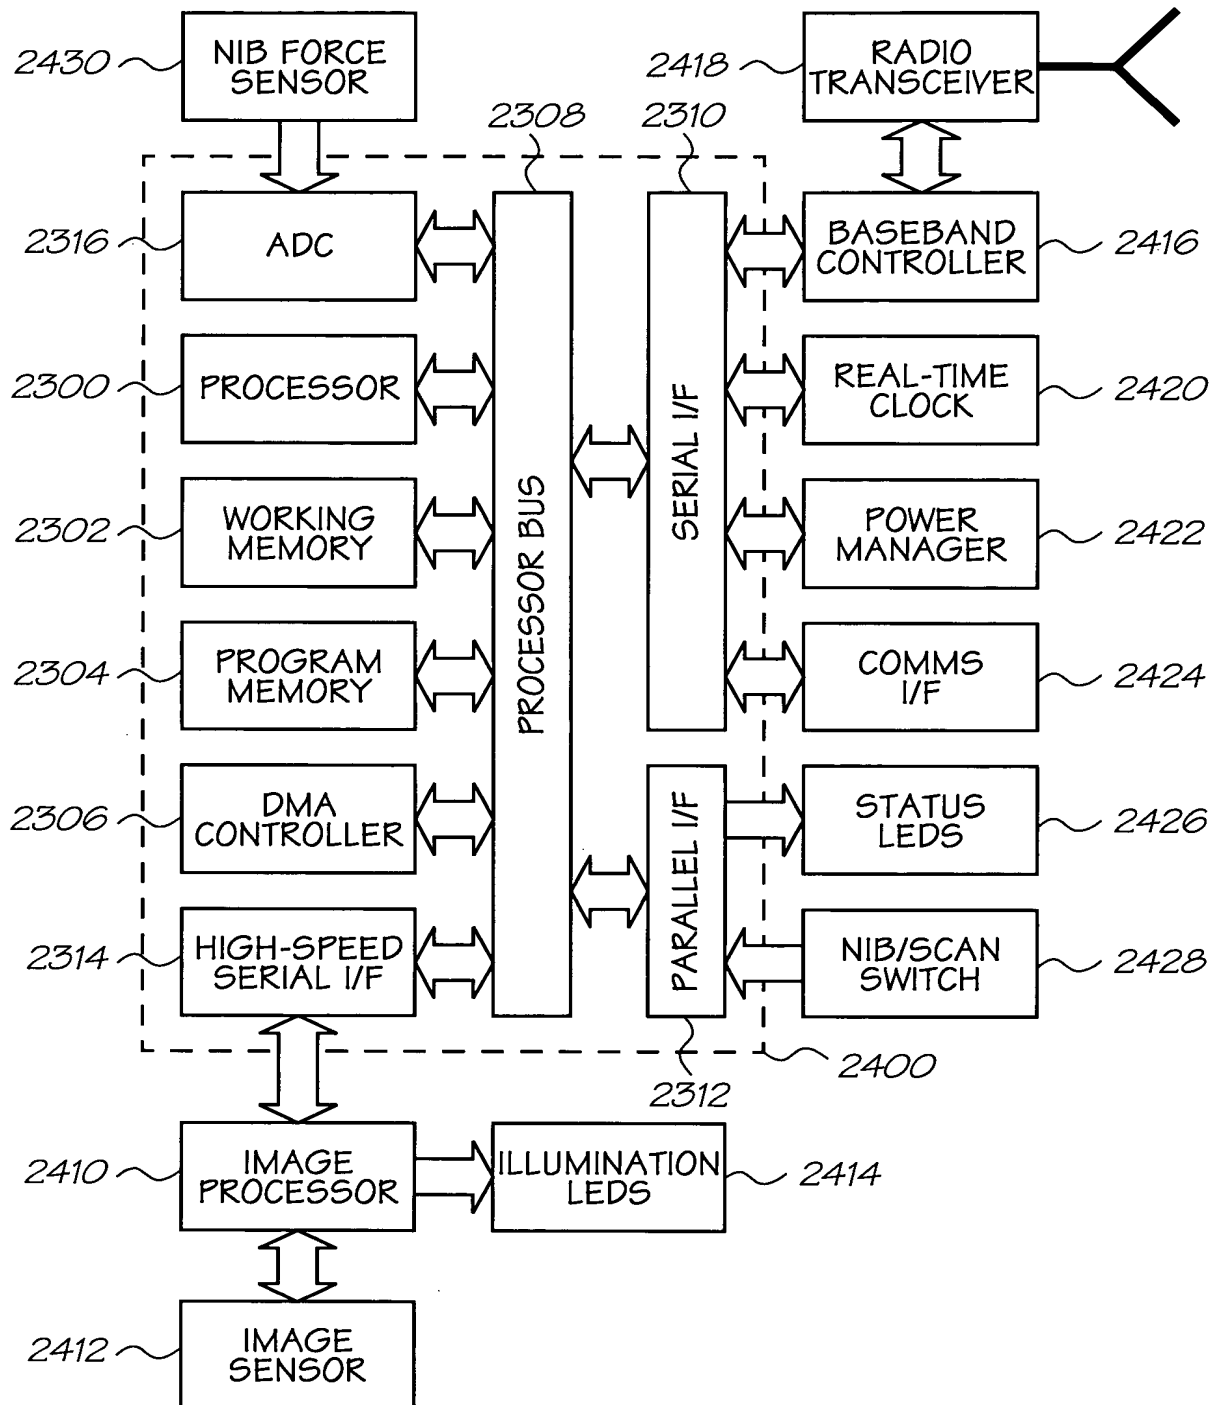 2430
NIB FORCE
SENSOR
2418
RADIO
TRANSCEIVER
2308
2310
2316
ADC
BASEBAND
CONTROLLER
2416
2300
PROCESSOR
REAL-TIME
CLOCK
2420
2302
WORKING
MEMORY
PROCESSOR BUS
SERIAL I/F
POWER
MANAGER
2422
2304
PROGRAM
MEMORY
COMMS
I/F
2424
2306
DMA
CONTROLLER
PARALLEL I/F
STATUS
LEDS
2426
2314
HIGH-SPEED
SERIAL I/F
NIB/SCAN
SWITCH
2428
2312
2400
2410
IMAGE
PROCESSOR
ILLUMINATION
LEDS
2414
2412
IMAGE
SENSOR